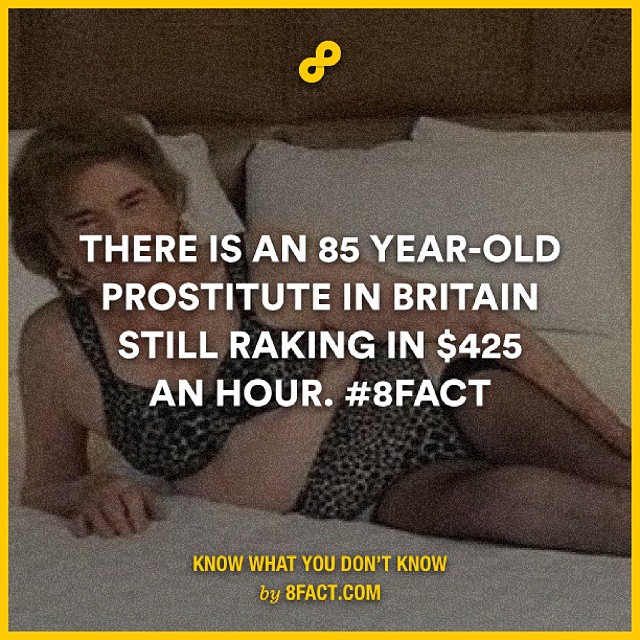 THERE IS AN 85 YEAR-OLD
PROSTITUTE IN BRITAIN
STILL RAKING IN $425
AN HOUR. #8FACT
KNOW WHAT YOU DON'T KNOW
by 8FACT.COM